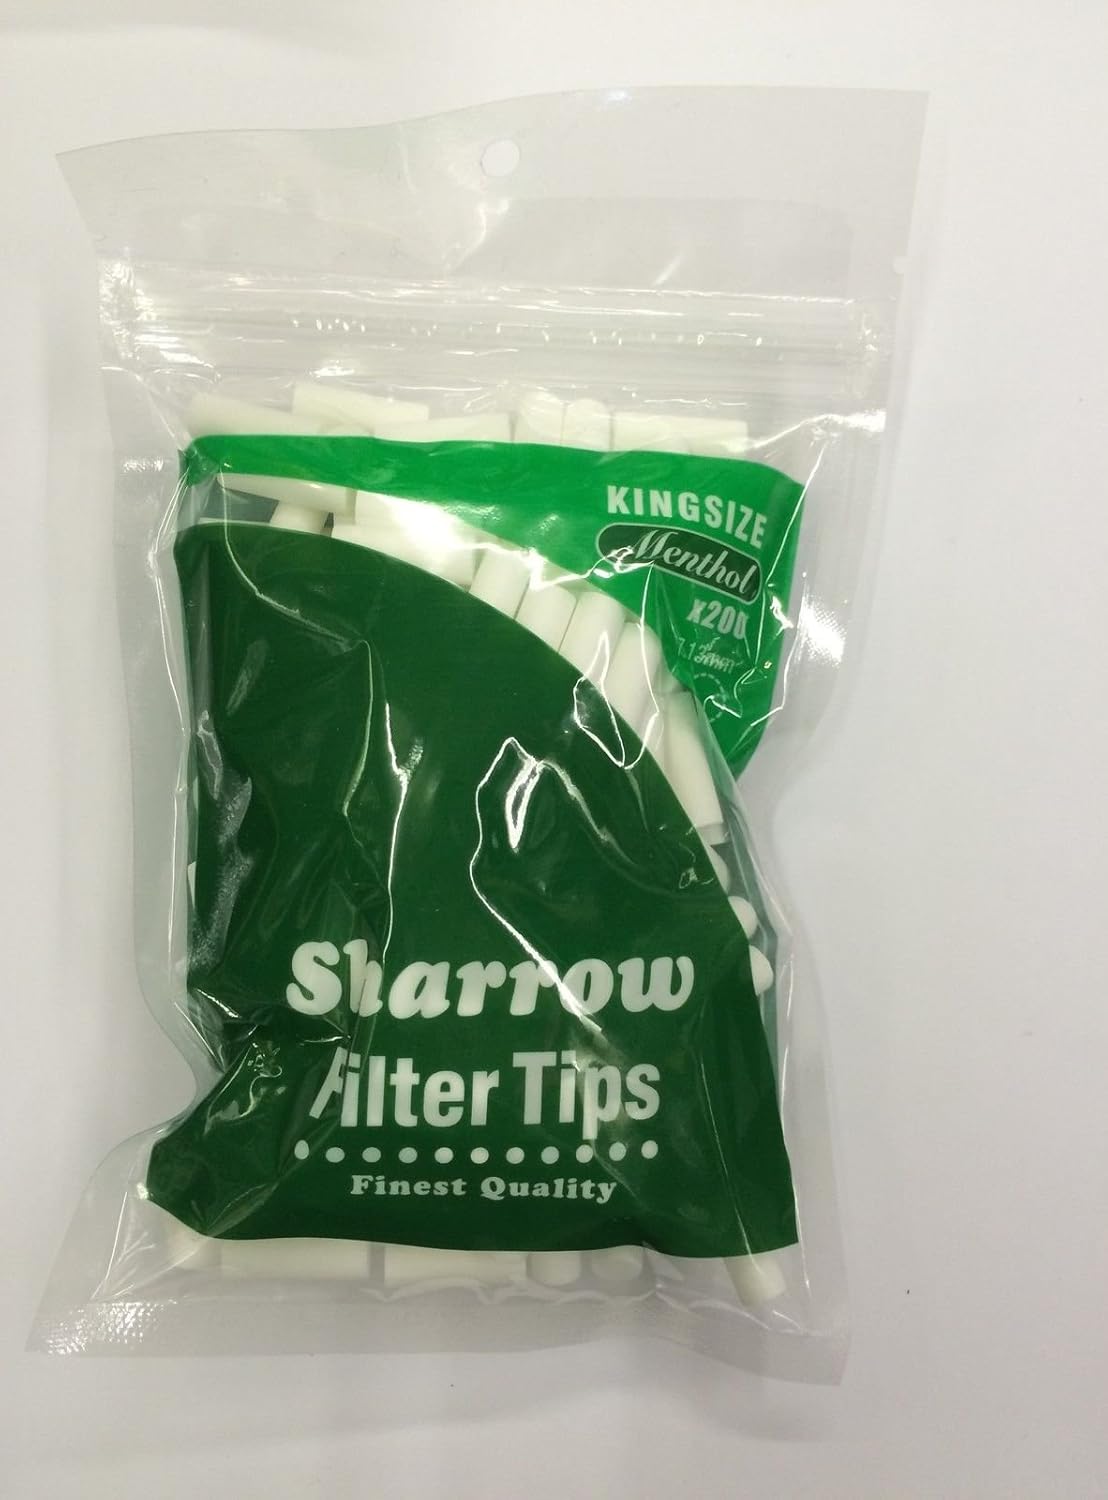 KINGSIZE
Menthol
x200
Sharrow
Filter Tips
Finest Quality